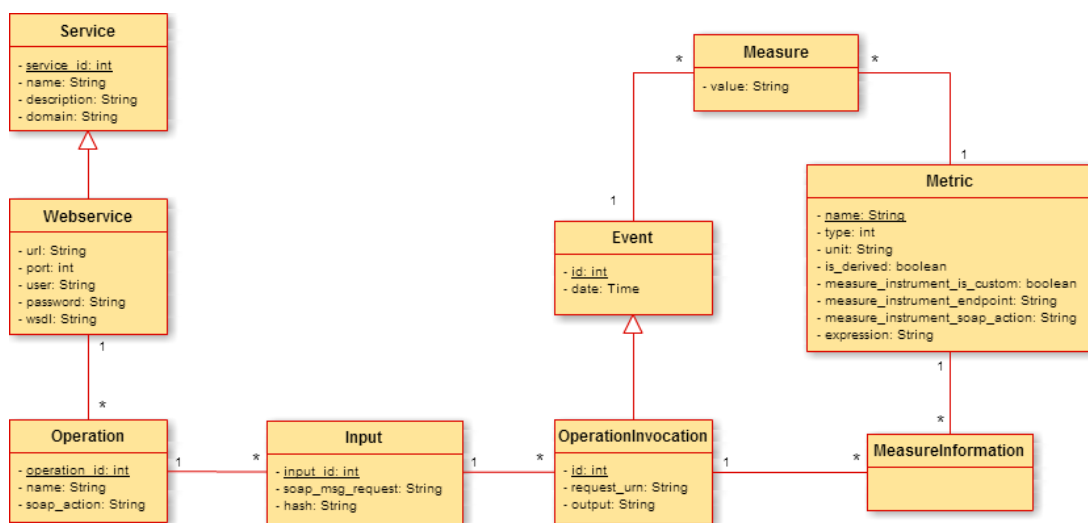 Service
- service_id: int
- name: String
- description: String
- domain: String
Webservice
- url: String
- port: int
- user: String
- password: String
- wsdl: String
1
*
Operation
- operation_id: int
- name: String
- soap_action: String
1
*
Input
- input_id: int
- soap_msg_request: String
- hash: String
1
*
OperationInvocation
- id: int
- request_urn: String
- output: String
1
*
MeasureInformation
*
1
Event
- id: int
- date: Time
1
*
Measure
- value: String
*
1
Metric
- name: String
- type: int
- unit: String
- is_derived: boolean
- measure_instrument_is_custom: boolean
- measure_instrument_endpoint: String
- measure_instrument_soap_action: String
- expression: String